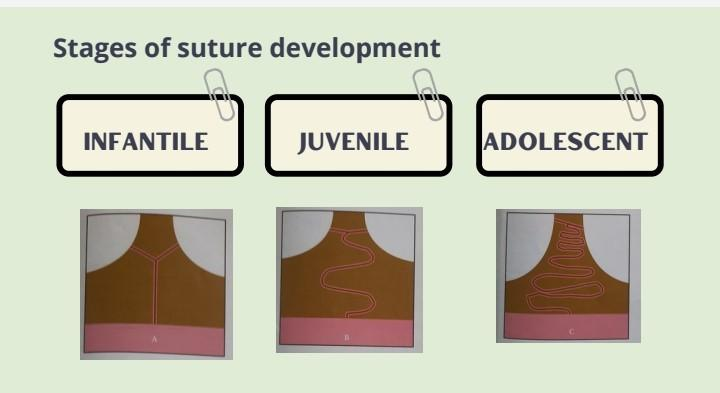 Stages of suture development
INFANTILE
JUVENILE
ADOLESCENT
A
B
C